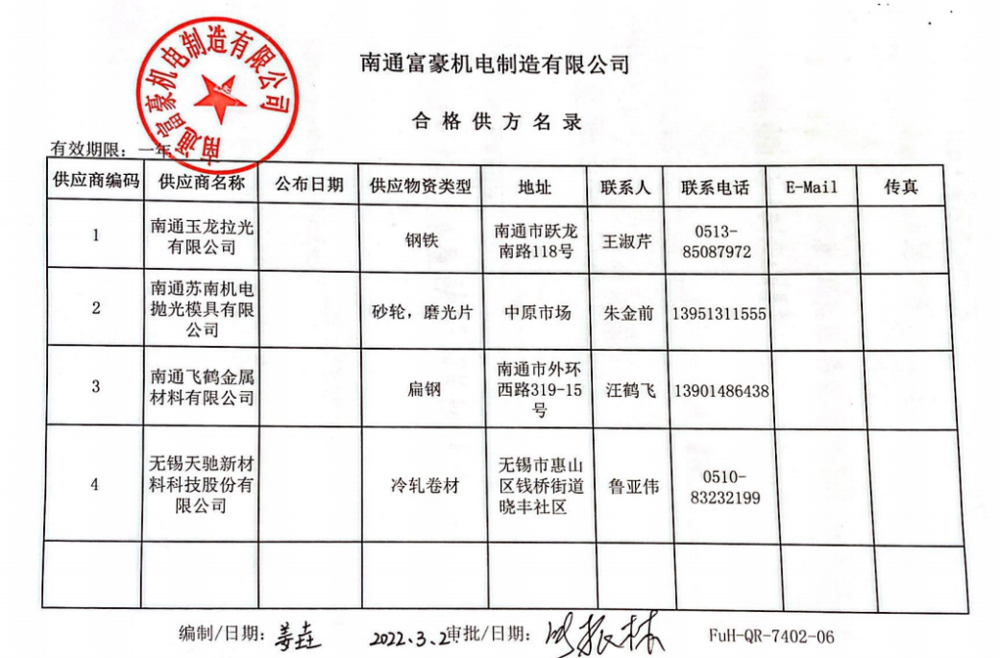 南通富豪机电制造有限公司
南通富豪机电制造有限公司
合格供方名录
有效期限：一年
供应商编码 供应商名称 公布日期 供应物资类型 地址 联系人 联系电话 E-Mail 传真
1 南通玉龙拉光有限公司 钢铁 南通市跃龙南路118号 王淑芹 0513-85087972
2 南通苏南机电抛光模具有限公司 砂轮，磨光片 中原市场 朱金前 13951311555
3 南通飞鹤金属材料有限公司 扁钢 南通市外环西路319-15号 汪鹤飞 13901486438
4 无锡天驰新材料科技股份有限公司 冷轧卷材 无锡市惠山区钱桥街道晓丰社区 鲁亚伟 0510-83232199
编制/日期：姜垚 2022.3.2 审批/日期： FuH-QR-7402-06